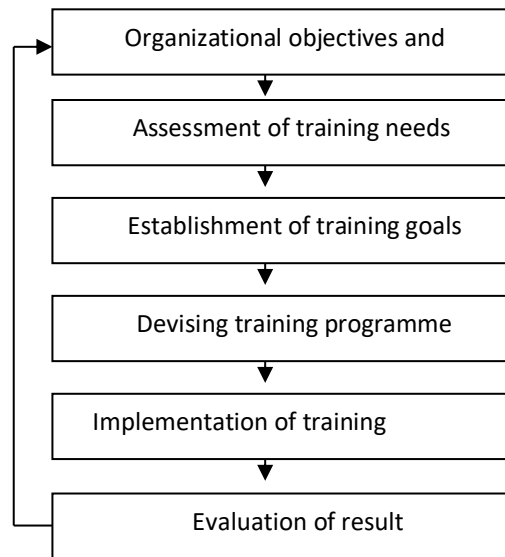 Organizational objectives and
Assessment of training needs
Establishment of training goals
Devising training programme
Implementation of training
Evaluation of result